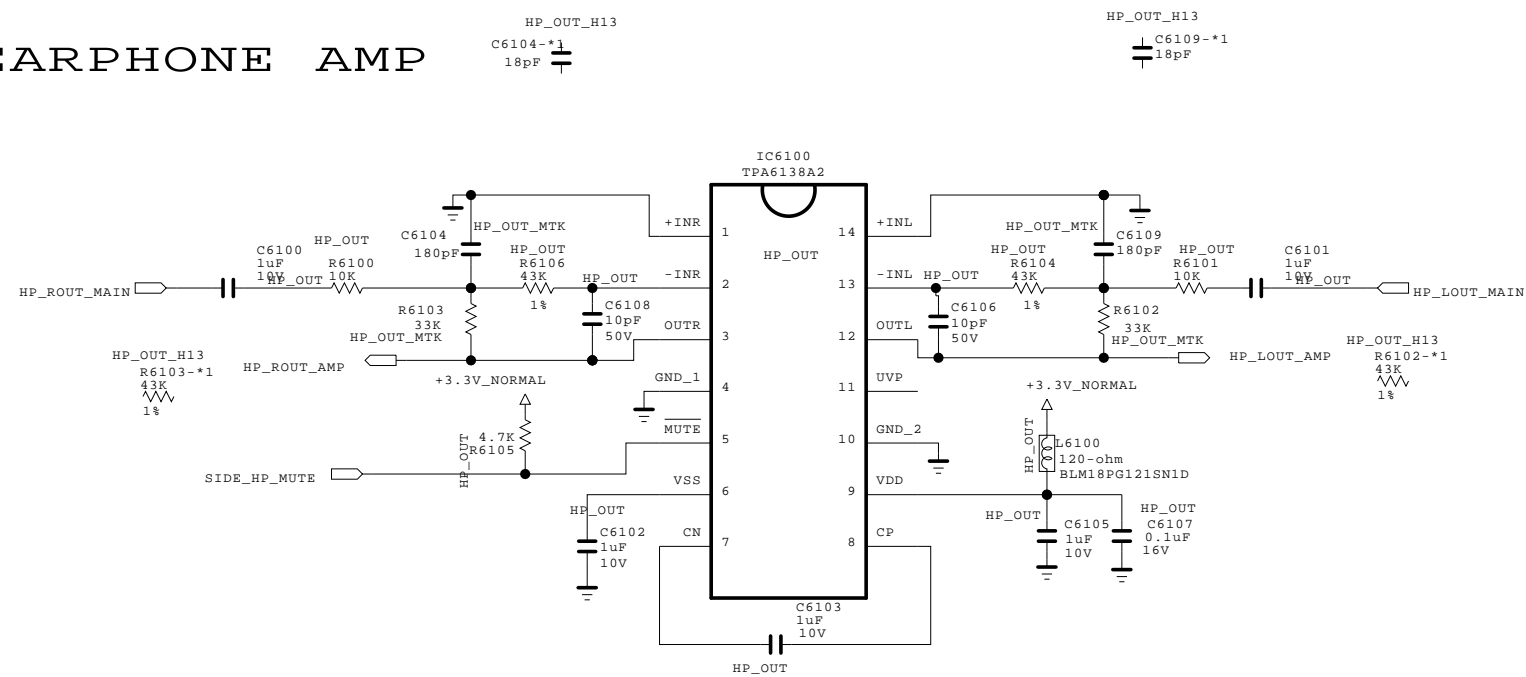 EARPHONE AMP
HP_OUT_H13
C6104-*1
18pF
HP_OUT_H13
C6109-*1
18pF
IC6100
TPA6138A2
HP_OUT
+INR
1
-INR
2
OUTR
3
GND_1
4
MUTE
5
VSS
6
CN
7
+INL
14
-INL
13
OUTL
12
UVP
11
GND_2
10
VDD
9
CP
8
HP_ROUT_MAIN
C6100
1uF
10V
HP_OUT
HP_OUT
R6100
10K
C6104
180pF
HP_OUT_MTK
HP_OUT
R6106
43K
1%
HP_OUT
C6108
10pF
50V
R6103
33K
HP_OUT_MTK
HP_ROUT_AMP
HP_OUT_H13
R6103-*1
43K
1%
+3.3V_NORMAL
4.7K
R6105
HP_OUT
SIDE_HP_MUTE
HP_OUT
C6102
1uF
10V
C6103
1uF
10V
HP_OUT
HP_OUT_MTK
C6109
180pF
HP_OUT
R6104
43K
1%
HP_OUT
C6106
10pF
50V
HP_OUT
R6101
10K
C6101
1uF
10V
HP_OUT
HP_LOUT_MAIN
R6102
33K
HP_OUT_MTK
HP_LOUT_AMP
HP_OUT_H13
R6102-*1
43K
1%
+3.3V_NORMAL
HP_OUT
L6100
120-ohm
BLM18PG121SN1D
HP_OUT
C6105
1uF
10V
HP_OUT
C6107
0.1uF
16V